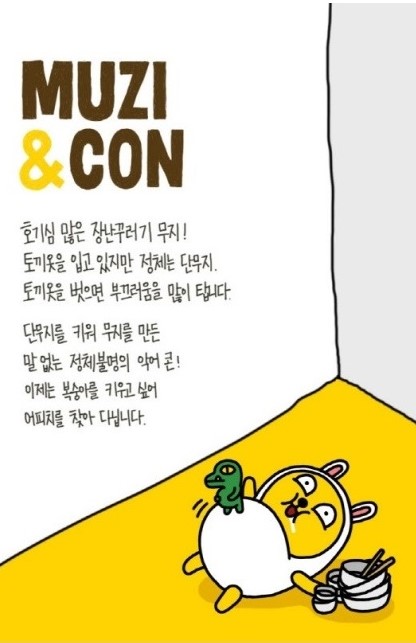 MUZI
&CON
호기심 많은 장난꾸러기 무지!
토끼옷을 입고 있지만 정체는 단무지.
토끼옷을 벗으면 부끄러움을 많이 탑니다.
단무지를 키워 무지를 만든
말 없는 정체불명의 악어 콘!
이제는 복숭아를 키우고 싶어
어피치를 찾아 다닙니다.